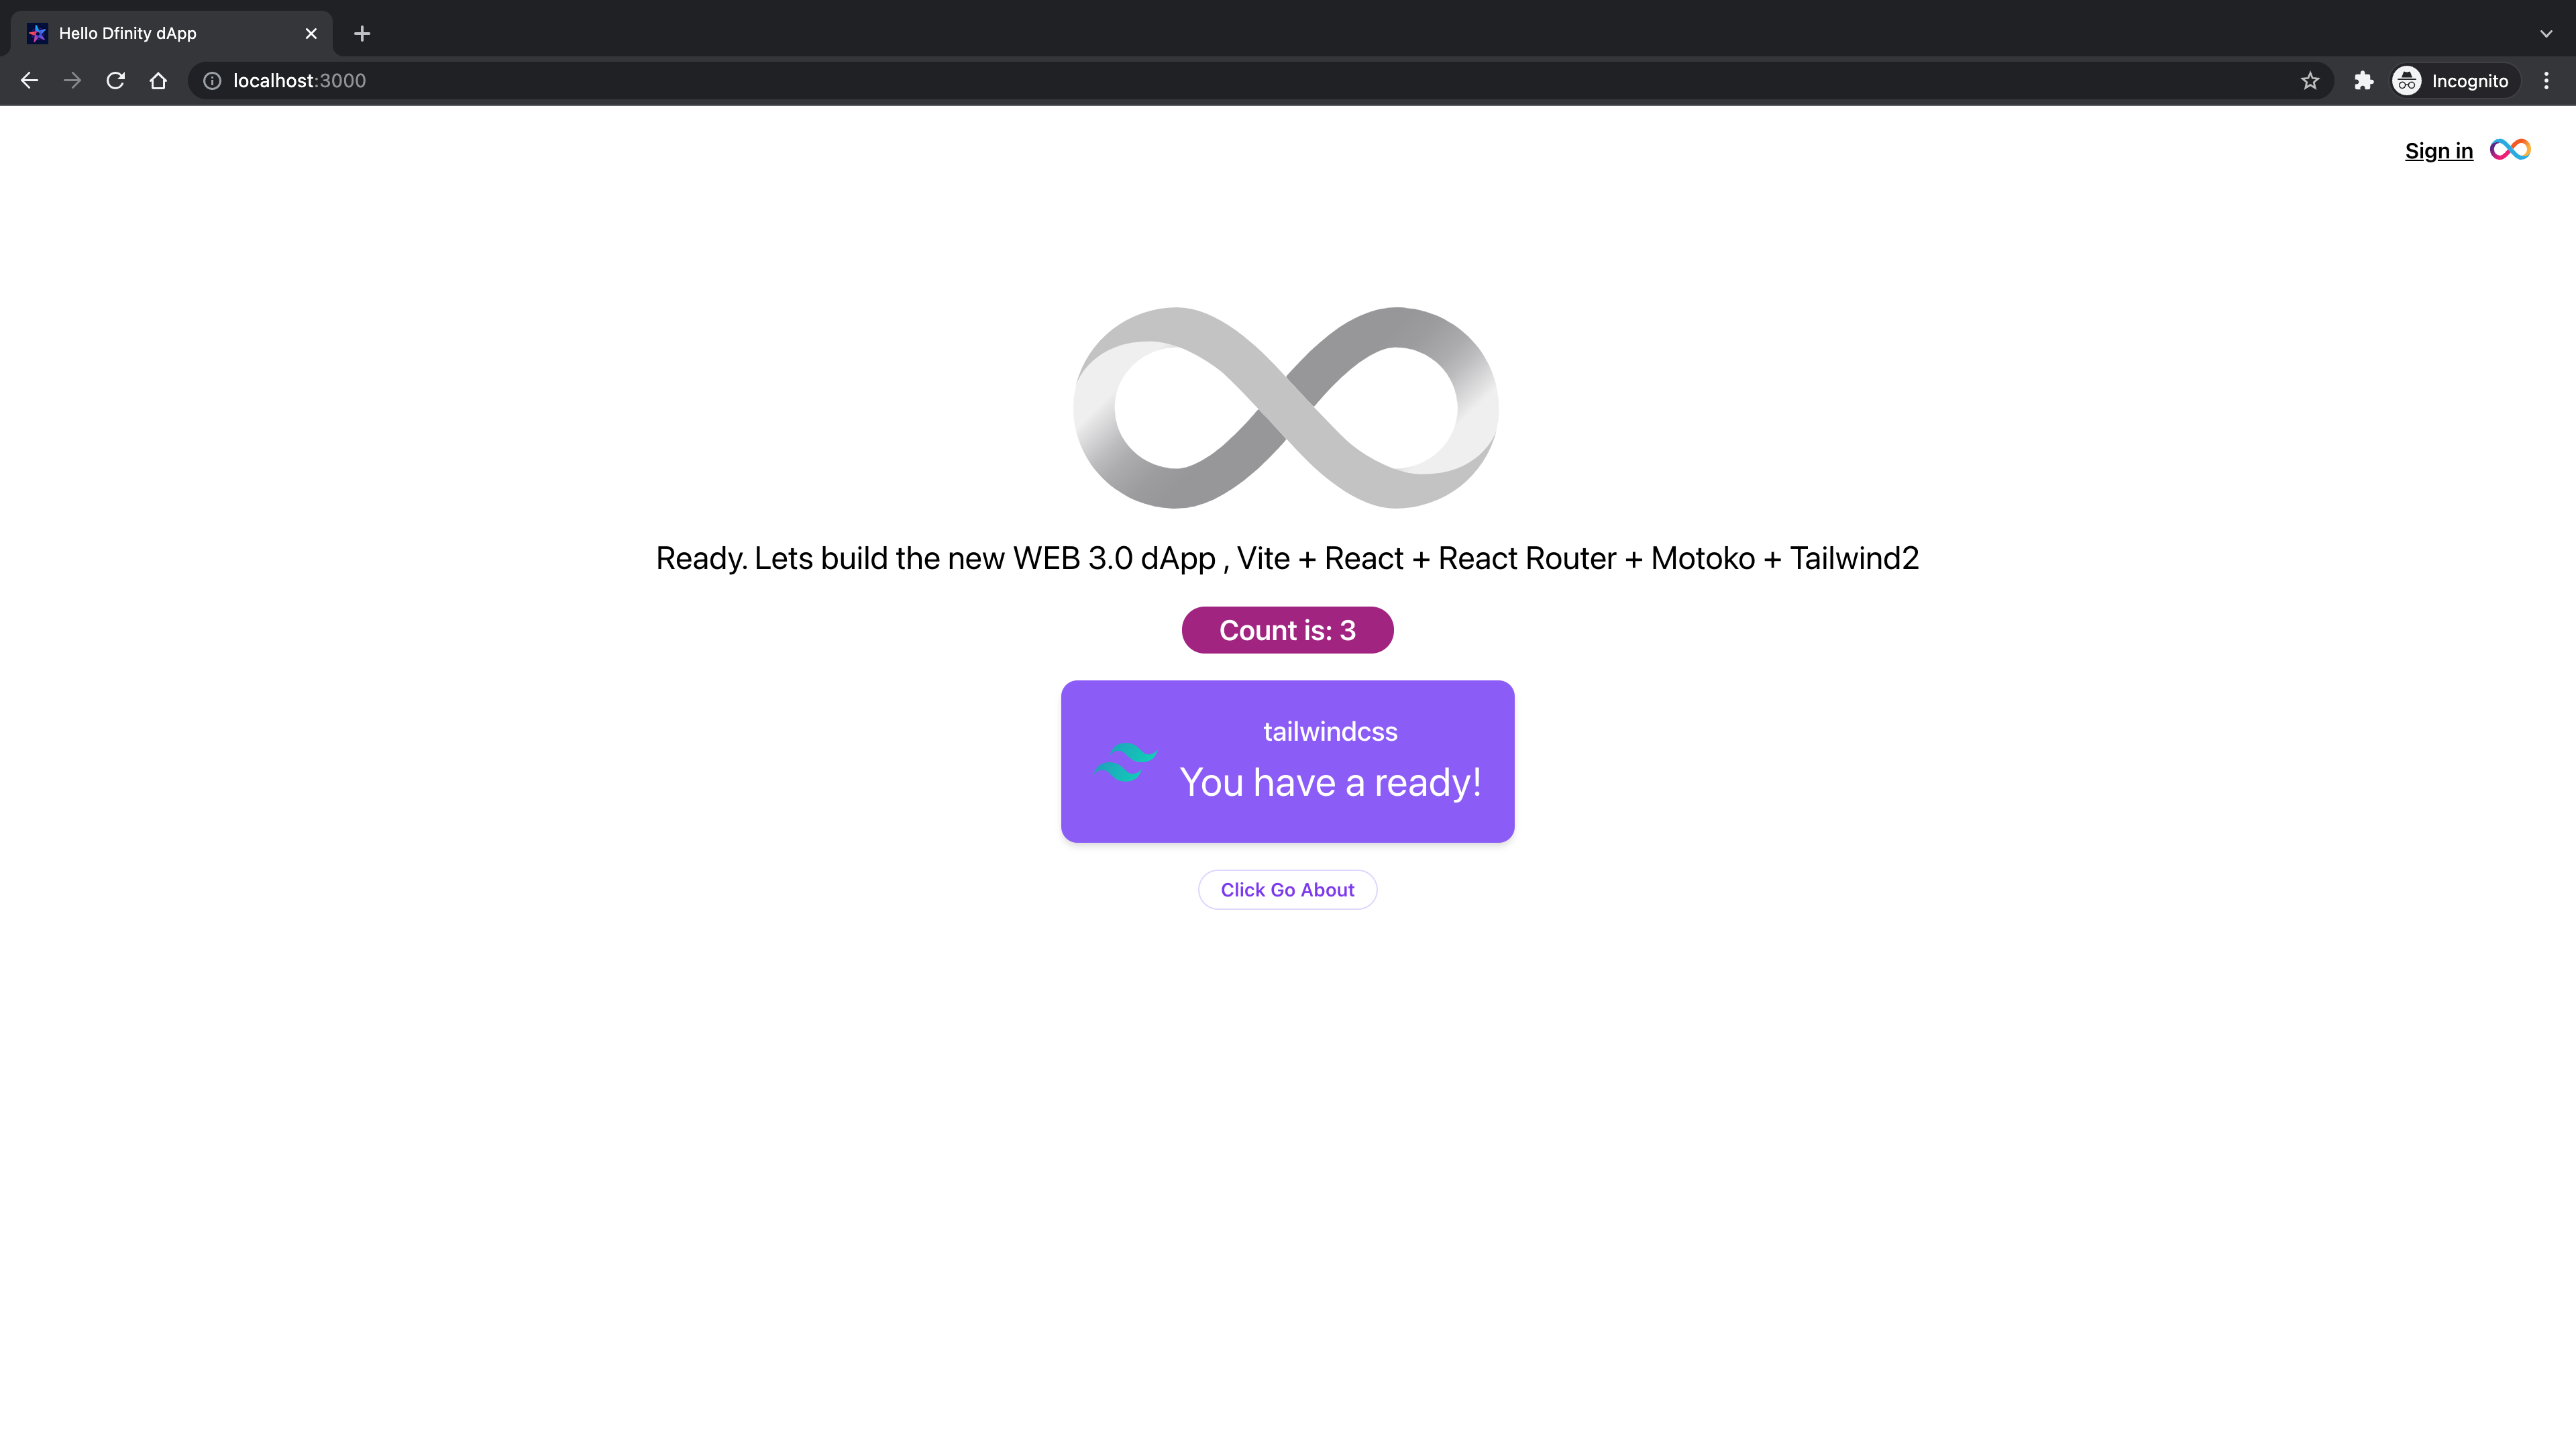 Hello Dfinity dApp
localhost:3000
Incognito
Sign in
Ready. Lets build the new WEB 3.0 dApp , Vite + React + React Router + Motoko + Tailwind2
Count is: 3
tailwindcss
You have a ready!
Click Go About